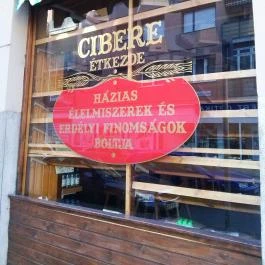 CIBERE
ÉTKEZDE
HÁZIAS
ÉLELMISZEREK ÉS
ERDÉLYI FINOMSÁGOK
BOLTJA